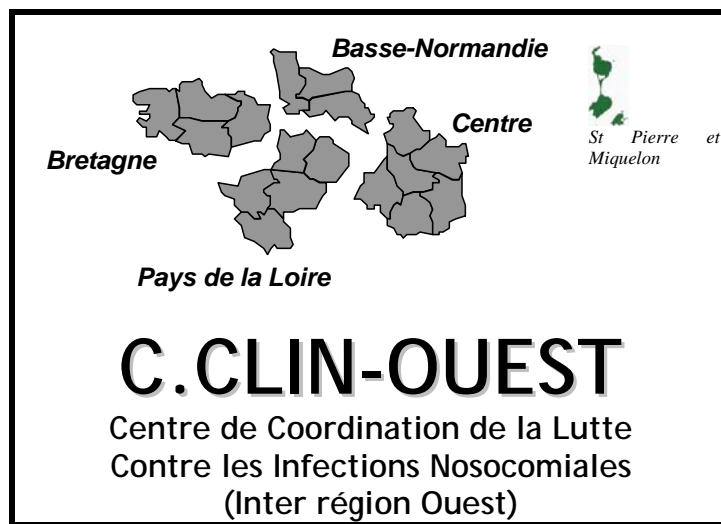 Basse-Normandie
Centre
St Pierre et
Miquelon
Bretagne
Pays de la Loire
C.CLIN-OUEST
Centre de Coordination de la Lutte
Contre les Infections Nosocomiales
(Inter région Ouest)